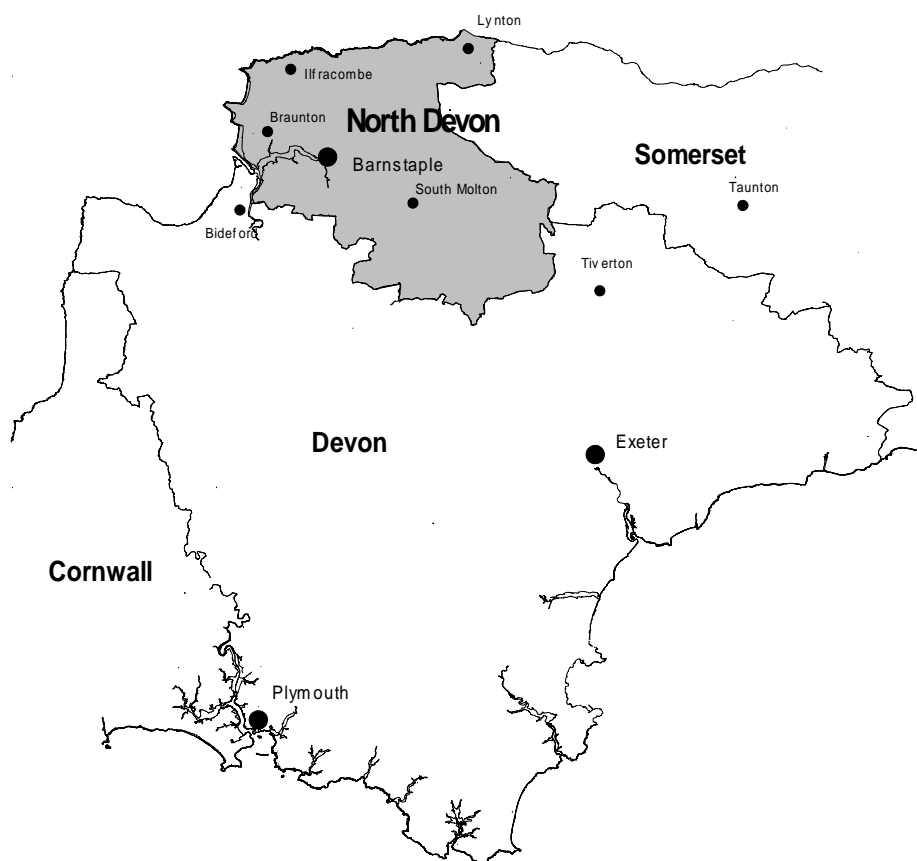 Lynton
Ilfracombe
Braunton
North Devon
Somerset
Barnstaple
South Molton
Taunton
Bideford
Tiverton
Devon
Exeter
Cornwall
Plymouth